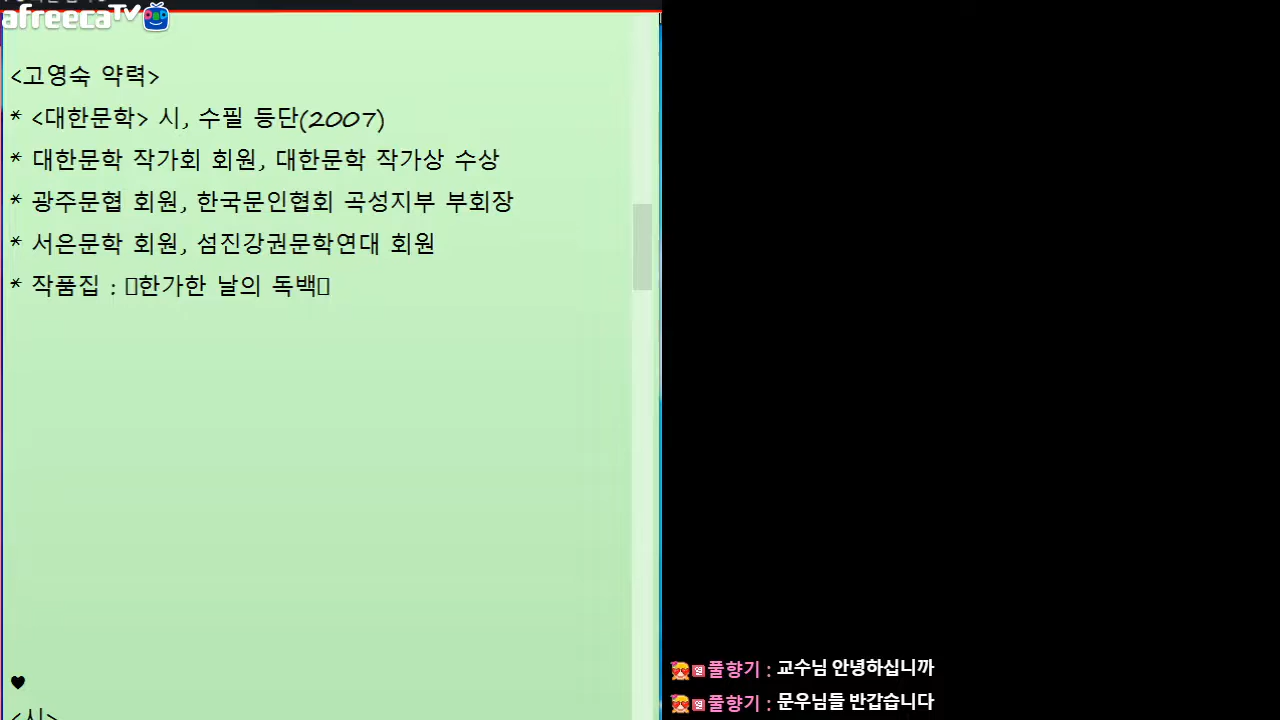 afreecaTV
<고영숙 약력>
* <대한문학> 시, 수필 등단(2007)
* 대한문학 작가회 회원, 대한문학 작가상 수상
* 광주문협 회원, 한국문인협회 곡성지부 부회장
* 서은문학 회원, 섬진강권문학연대 회원
* 작품집 : 한가한 날의 독백
♥
<시>
풀향기 : 교수님 안녕하십니까
풀향기 : 문우님들 반갑습니다